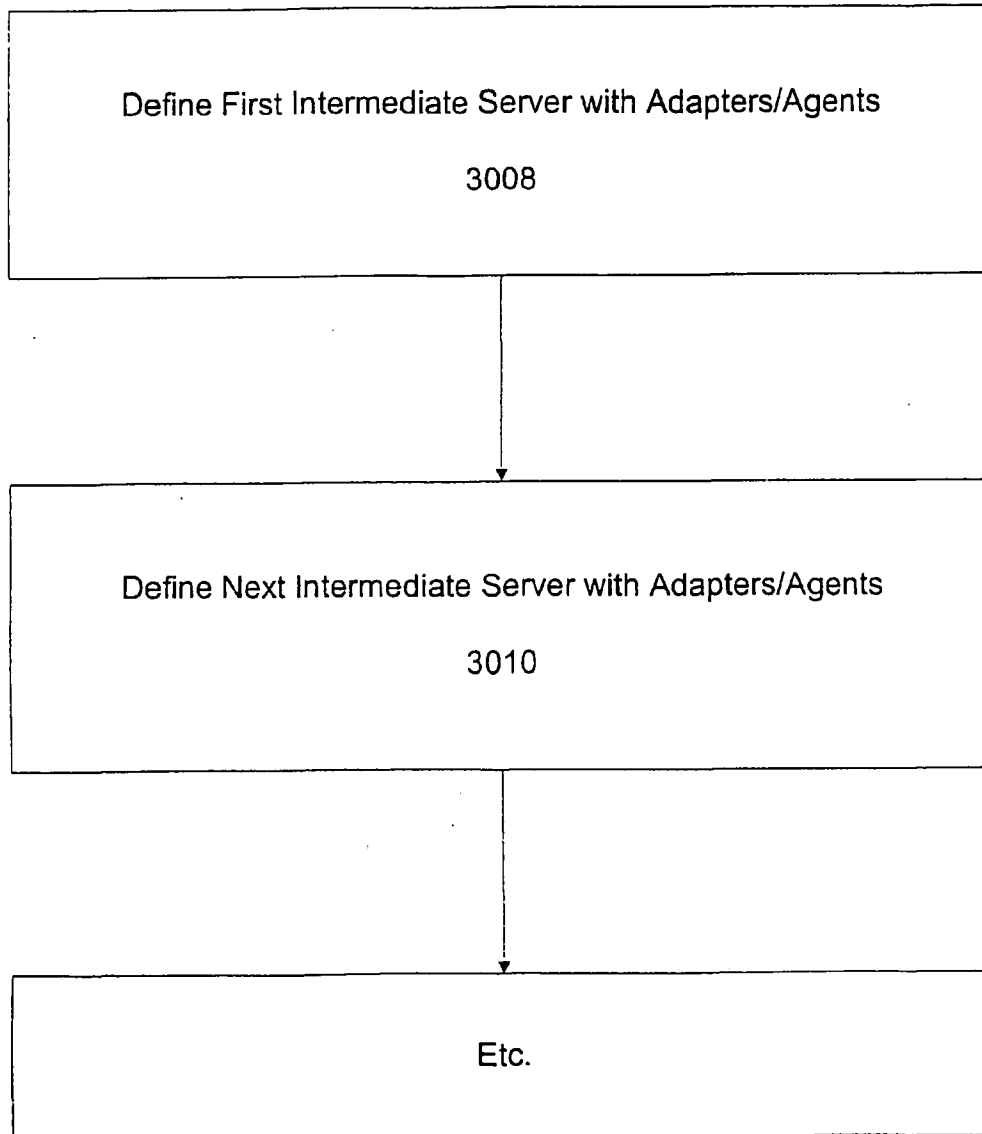 Define First Intermediate Server with Adapters/Agents
3008
Define Next Intermediate Server with Adapters/Agents
3010
Etc.